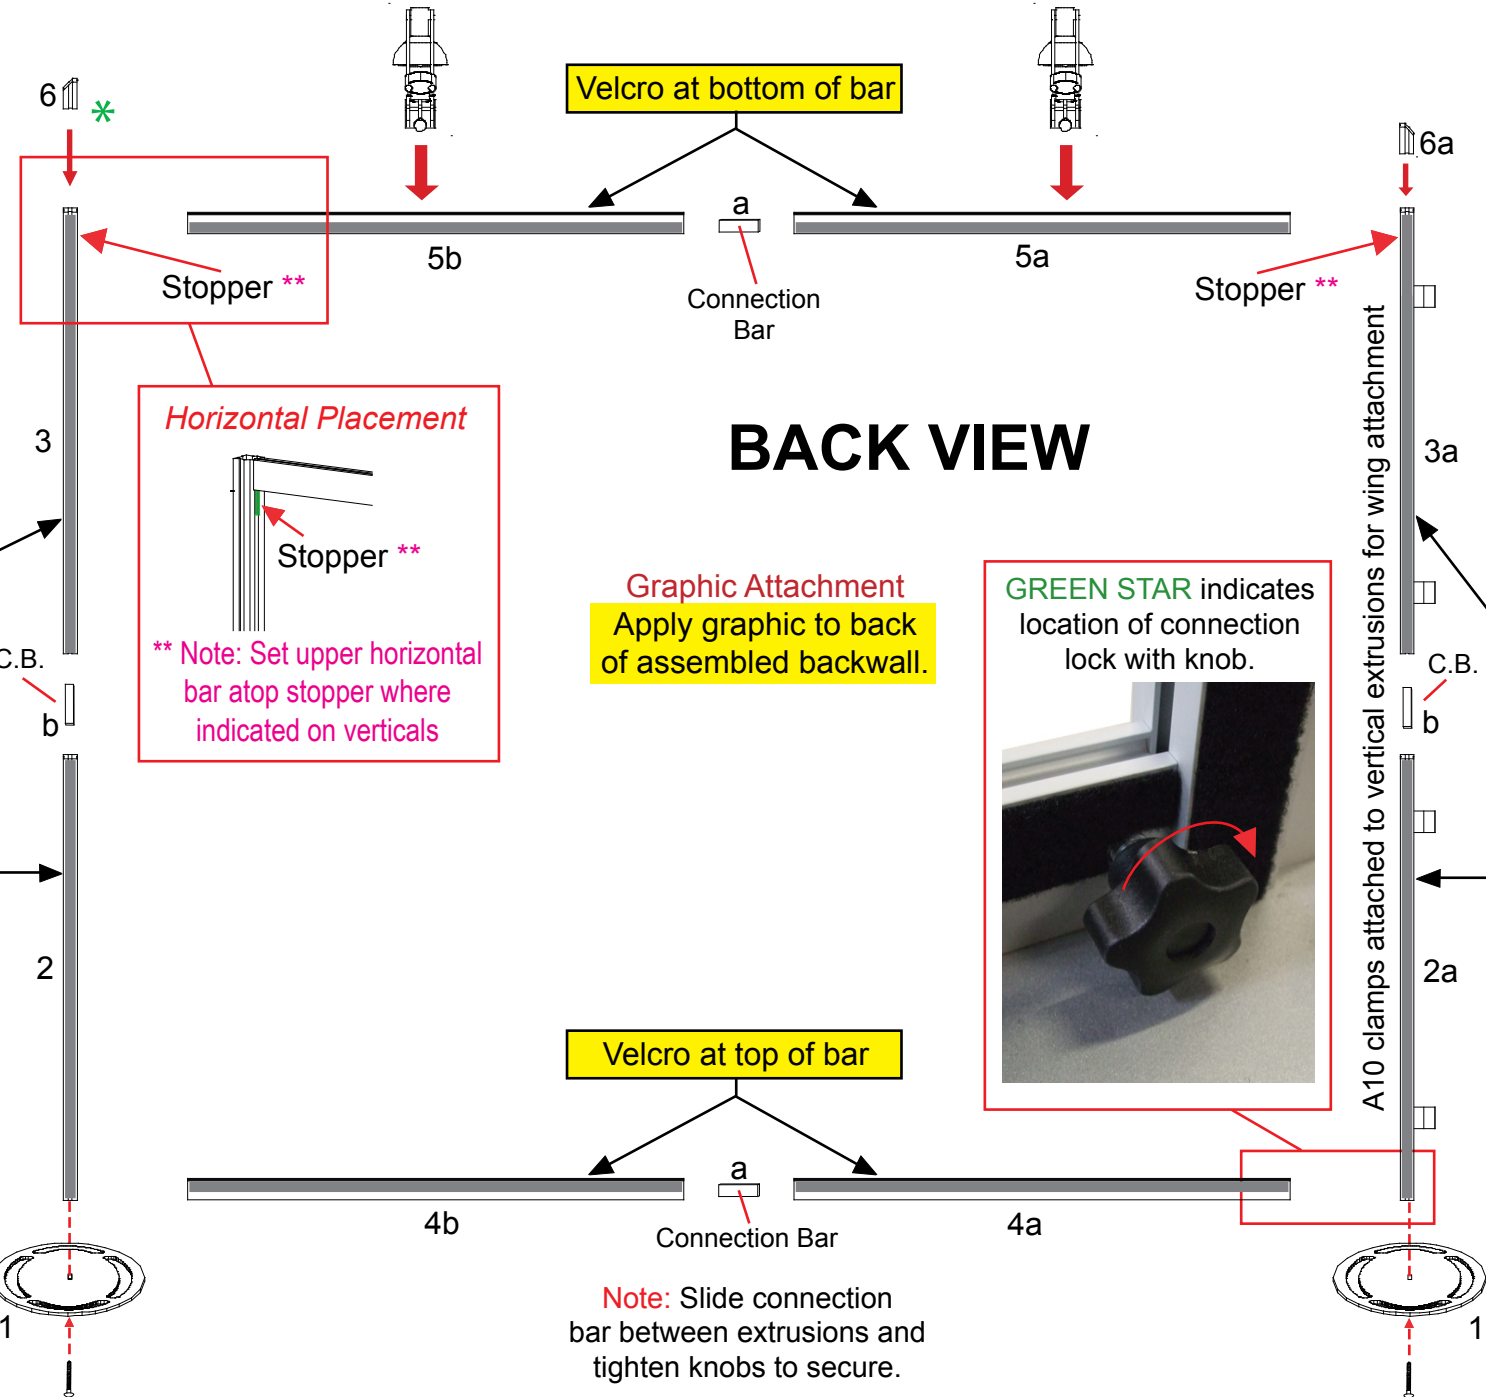 6
*
Velcro at bottom of bar
6a
a
5b
5a
Stopper **
Stopper **
Connection
Bar
Horizontal Placement
3
BACK VIEW
3a
Stopper **
Graphic Attachment
Apply graphic to back
of assembled backwall.
GREEN STAR indicates
location of connection
lock with knob.
** Note: Set upper horizontal
bar atop stopper where
indicated on verticals
C.B.
b
C.B.
b
A10 clamps attached to vertical extrusions for wing attachment
2
2a
Velcro at top of bar
a
4b
4a
Connection Bar
1
1
Note: Slide connection
bar between extrusions and
tighten knobs to secure.